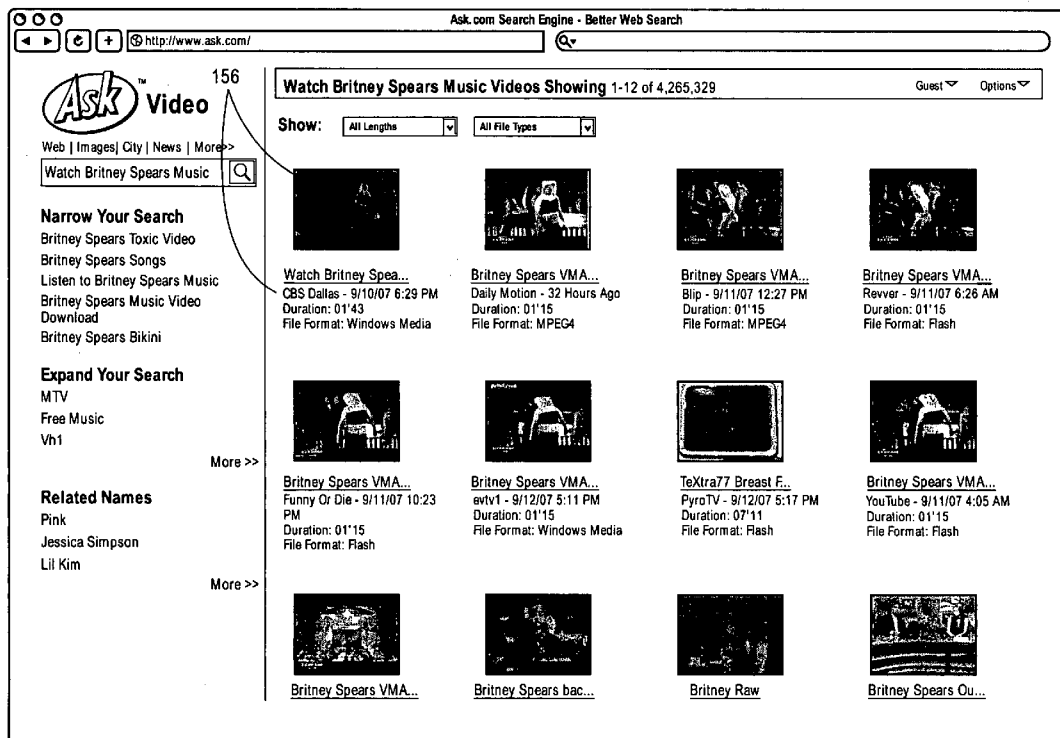 Ask.com Search Engine - Better Web Search
http://www.ask.com/
Ask™ Video
156
Web | Images| City | News | More>>
Watch Britney Spears Music
Narrow Your Search
Britney Spears Toxic Video
Britney Spears Songs
Listen to Britney Spears Music
Britney Spears Music Video
Download
Britney Spears Bikini
Expand Your Search
MTV
Free Music
Vh1
More >>
Related Names
Pink
Jessica Simpson
Lil Kim
More >>
Watch Britney Spears Music Videos Showing 1-12 of 4,265,329
Guest
Options
Show:
All Lengths
All File Types
Watch Britney Spea...
CBS Dallas - 9/10/07 6:29 PM
Duration: 01'43
File Format: Windows Media
Britney Spears VMA...
Daily Motion - 32 Hours Ago
Duration: 01'15
File Format: MPEG4
Britney Spears VMA...
Blip - 9/11/07 12:27 PM
Duration: 01'15
File Format: MPEG4
Britney Spears VMA...
Revver - 9/11/07 6:26 AM
Duration: 01'15
File Format: Flash
Britney Spears VMA...
Funny Or Die - 9/11/07 10:23
PM
Duration: 01'15
File Format: Flash
Britney Spears VMA...
evtv1 - 9/12/07 5:11 PM
Duration: 01'15
File Format: Windows Media
TeXtra77 Breast F...
PyroTV - 9/12/07 5:17 PM
Duration: 07'11
File Format: Flash
Britney Spears VMA...
YouTube - 9/11/07 4:05 AM
Duration: 01'15
File Format: Flash
Britney Spears VMA...
Britney Spears bac...
Britney Raw
Britney Spears Ou...